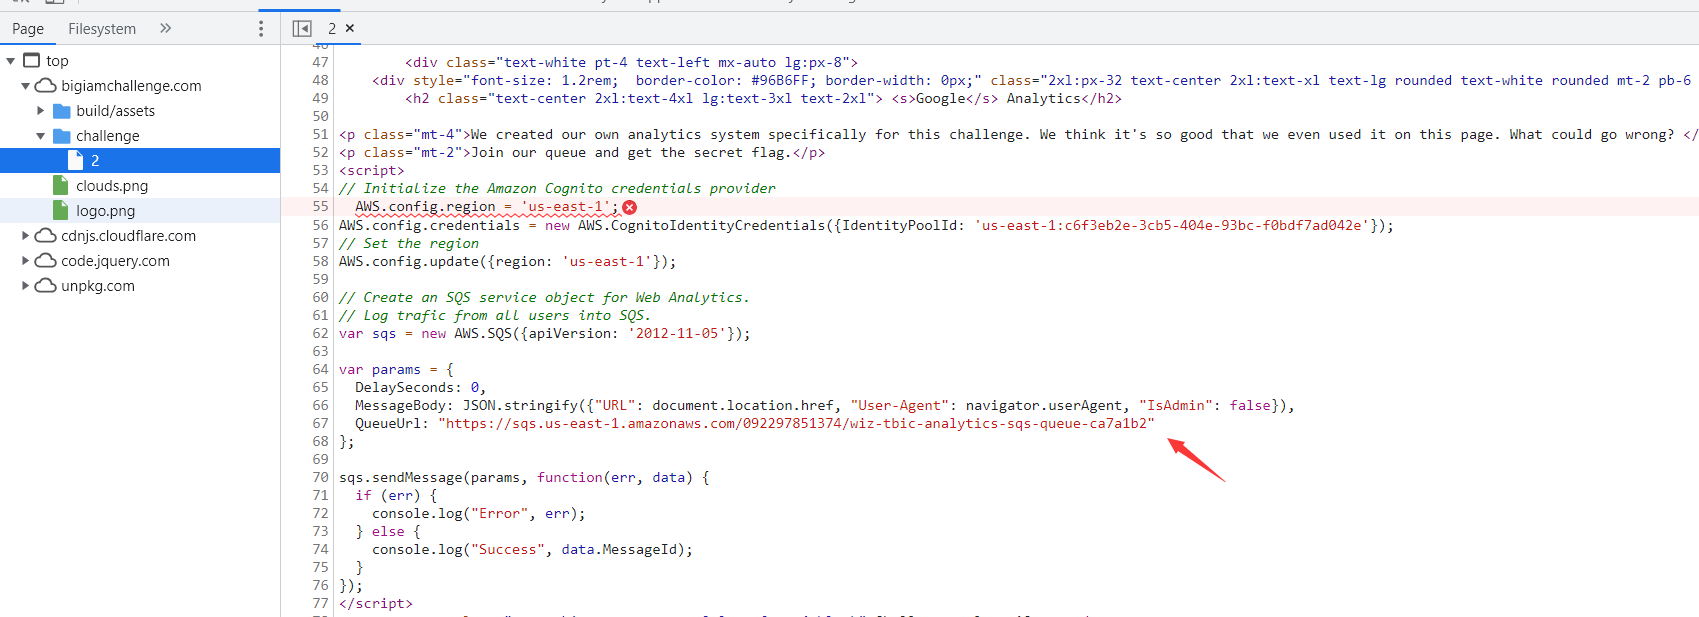 Page Filesystem »
2 ×
top
bigiamchallenge.com
build/assets
challenge
2
clouds.png
logo.png
cdnjs.cloudflare.com
code.jquery.com
unpkg.com
46
47 <div class="text-white pt-4 text-left mx-auto lg:px-8">
48 <div style="font-size: 1.2rem;  border-color: #96B6FF; border-width: 0px;" class="2xl:px-32 text-center 2xl:text-xl text-lg rounded text-white rounded mt-2 pb-6
49 <h2 class="text-center 2xl:text-4xl lg:text-3xl text-2xl"> <s>Google</s> Analytics</h2>
50
51 <p class="mt-4">We created our own analytics system specifically for this challenge. We think it's so good that we even used it on this page. What could go wrong? </
52 <p class="mt-2">Join our queue and get the secret flag.</p>
53 <script>
54 // Initialize the Amazon Cognito credentials provider
55 AWS.config.region = 'us-east-1';
56 AWS.config.credentials = new AWS.CognitoIdentityCredentials({IdentityPoolId: 'us-east-1:c6f3eb2e-3cb5-404e-93bc-f0bdf7ad042e'});
57 // Set the region
58 AWS.config.update({region: 'us-east-1'});
59
60 // Create an SQS service object for Web Analytics.
61 // Log trafic from all users into SQS.
62 var sqs = new AWS.SQS({apiVersion: '2012-11-05'});
63
64 var params = {
65 DelaySeconds: 0,
66 MessageBody: JSON.stringify({"URL": document.location.href, "User-Agent": navigator.userAgent, "IsAdmin": false}),
67 QueueUrl: "https://sqs.us-east-1.amazonaws.com/092297851374/wiz-tbic-analytics-sqs-queue-ca7a1b2"
68 };
69
70 sqs.sendMessage(params, function(err, data) {
71 if (err) {
72 console.log("Error", err);
73 } else {
74 console.log("Success", data.MessageId);
75 }
76 });
77 </script>